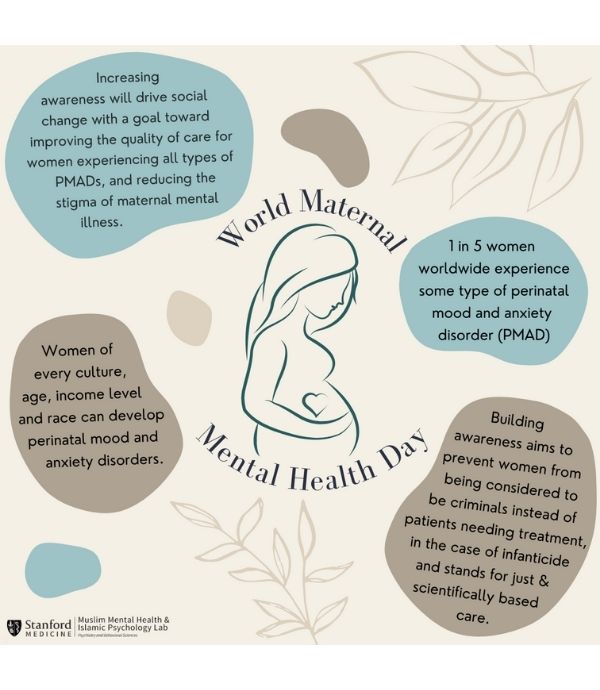 Increasing
awareness will drive social
change with a goal toward
improving the quality of care for
women experiencing all types of
PMADs, and reducing the
stigma of maternal mental
illness.
World Maternal
Mental Health Day
1 in 5 women
worldwide experience
some type of perinatal
mood and anxiety
disorder (PMAD)
Women of
every culture,
age, income level
and race can develop
perinatal mood and
anxiety disorders.
Building
awareness aims to
prevent women from
being considered to
be criminals instead of
patients needing treatment,
in the case of infanticide
and stands for just &
scientifically based
care.
Stanford
MEDICINE
Muslim Mental Health &
Islamic Psychology Lab
Psychiatry and Behavioral Sciences